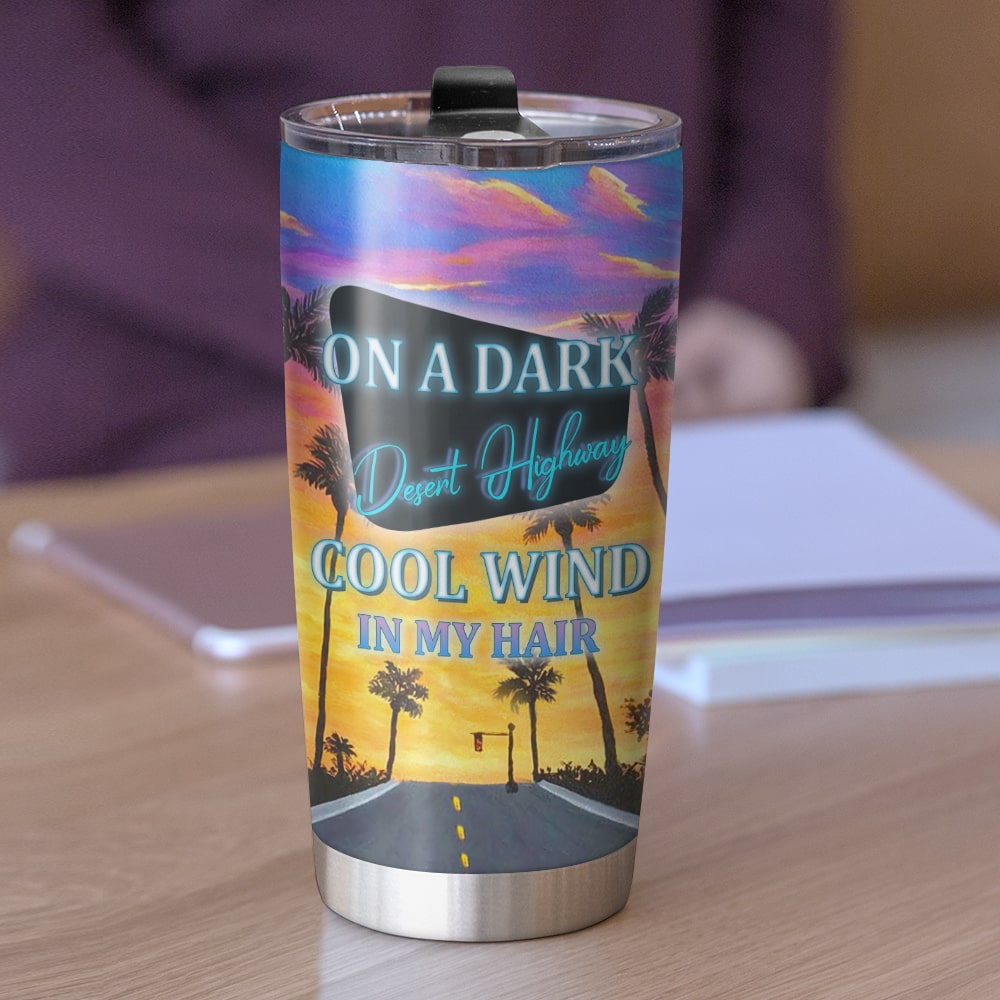 ON A DARK
Desert Highway
COOL WIND
IN MY HAIR